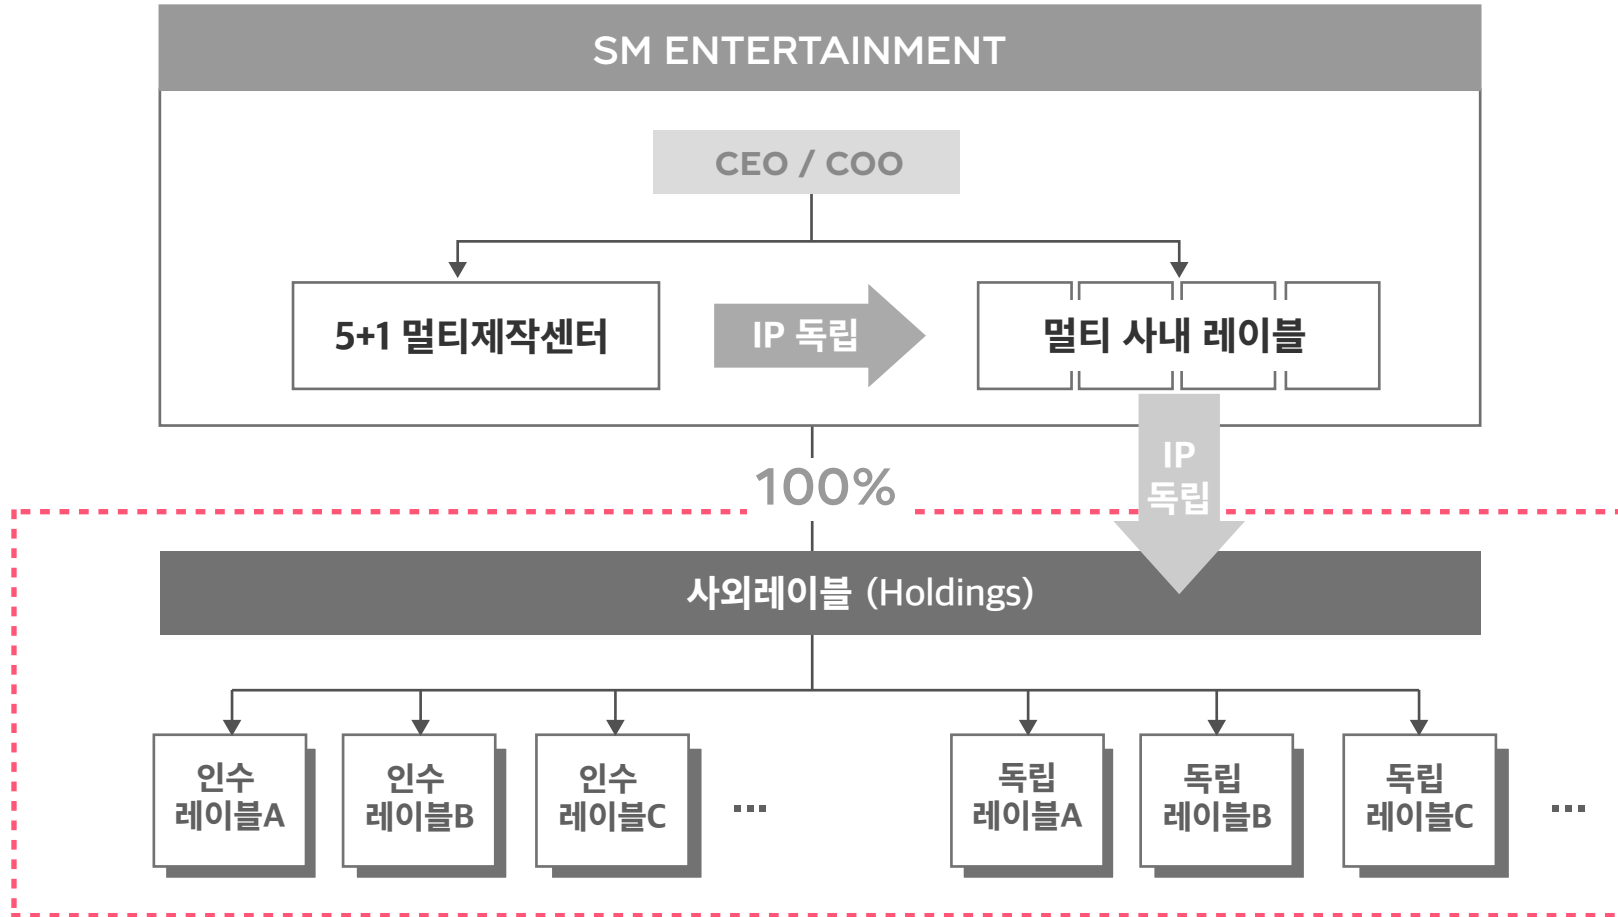 SM ENTERTAINMENT
CEO / COO
5+1 멀티제작센터
IP 독립
멀티 사내 레이블
IP
독립
100%
사외레이블 (Holdings)
인수
레이블A
인수
레이블B
인수
레이블C
...
독립
레이블A
독립
레이블B
독립
레이블C
...